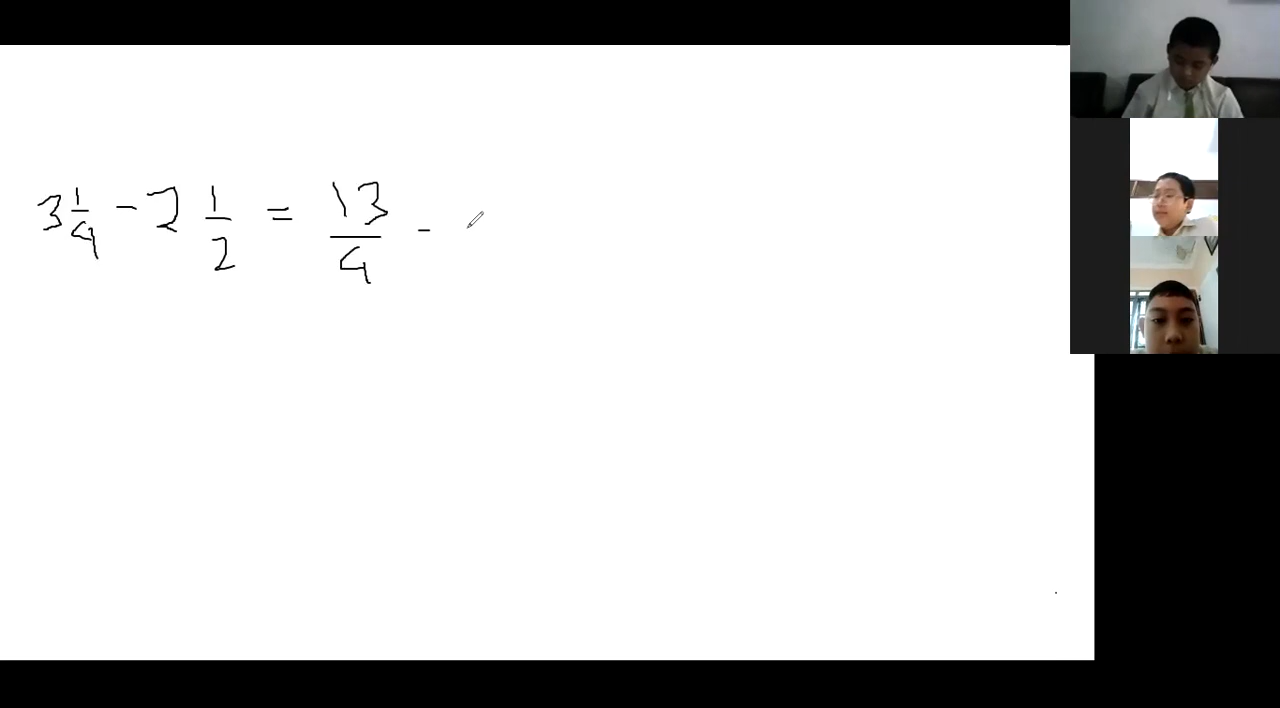 3 1/4 - 2 1/2 = 13/4 -